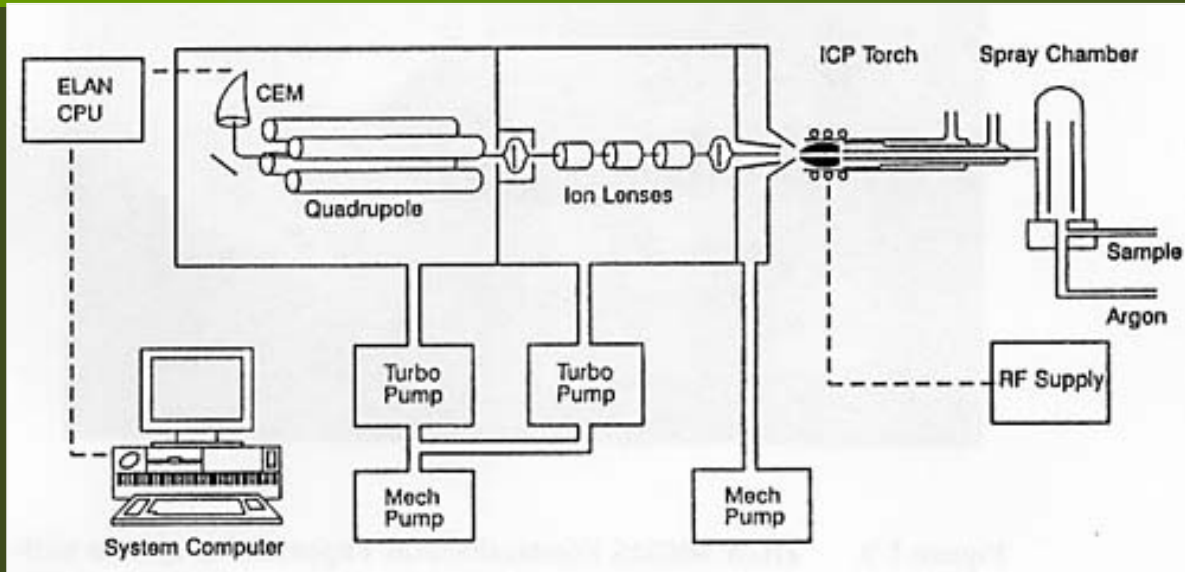 ICP Torch
Spray Chamber
ELAN
CPU
CEM
Quadrupole
Ion Lenses
Sample
Argon
Turbo
Pump
Turbo
Pump
RF Supply
Mech
Pump
Mech
Pump
System Computer